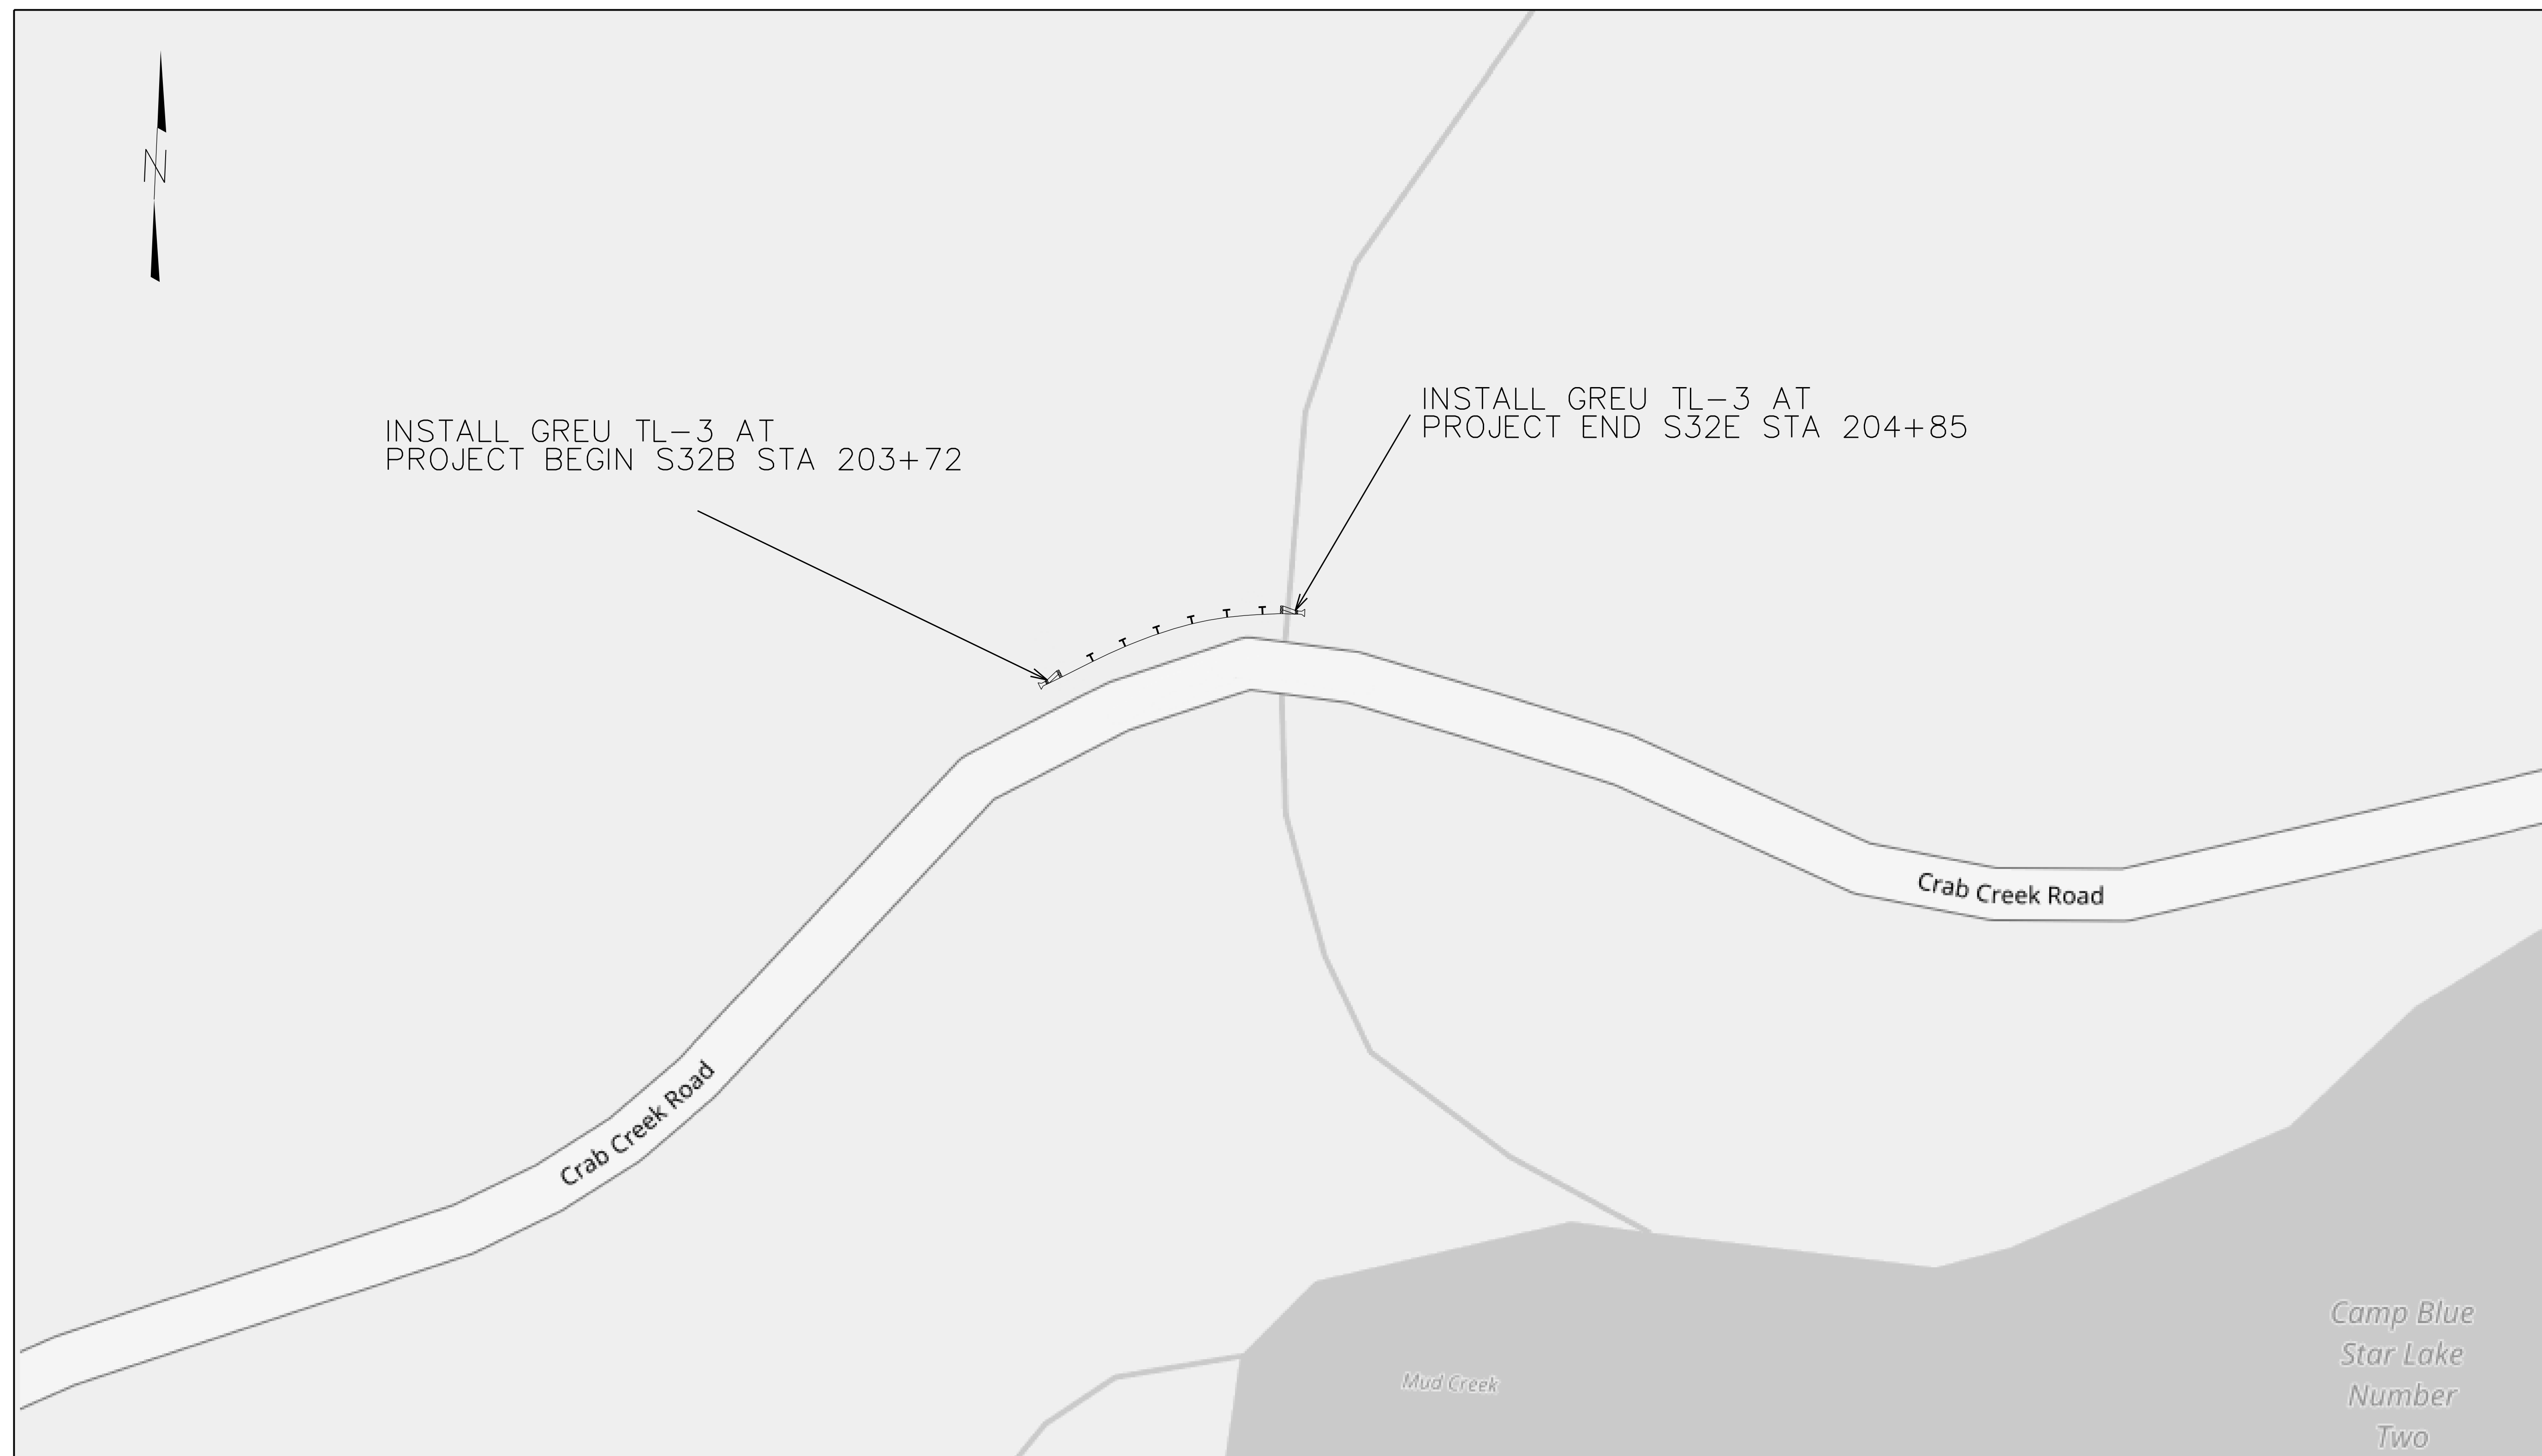 N
INSTALL GREU TL-3 AT
PROJECT BEGIN S32B STA 203+72
INSTALL GREU TL-3 AT
PROJECT END S32E STA 204+85
Crab Creek Road
Crab Creek Road
Mud Creek
Camp Blue
Star Lake
Number
Two